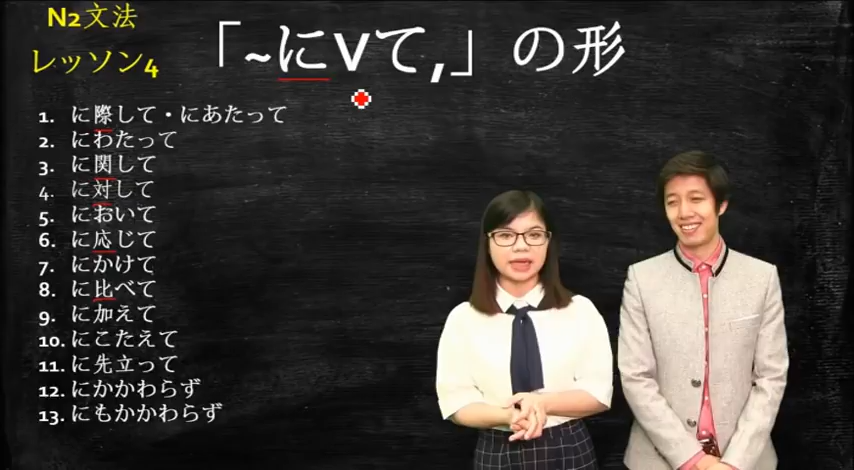 N2文法
レッソン4
「~にVて,」の形
1. に際して・にあたって
2. にわたって
3. に関して
4. に対して
5. において
6. に応じて
7. にかけて
8. に比べて
9. に加えて
10. にこたえて
11. に先立って
12. にかかわらず
13. にもかかわらず